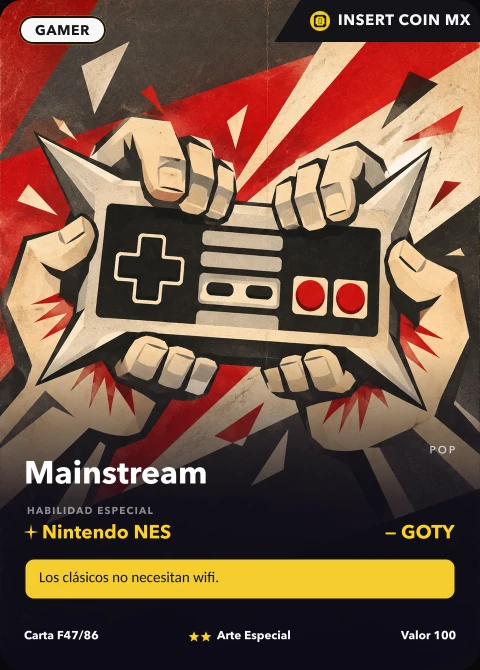 GAMER
INSERT COIN MX
POP
Mainstream
HABILIDAD ESPECIAL
Nintendo NES
– GOTY
Los clásicos no necesitan wifi.
Carta F47/86
Arte Especial
Valor 100